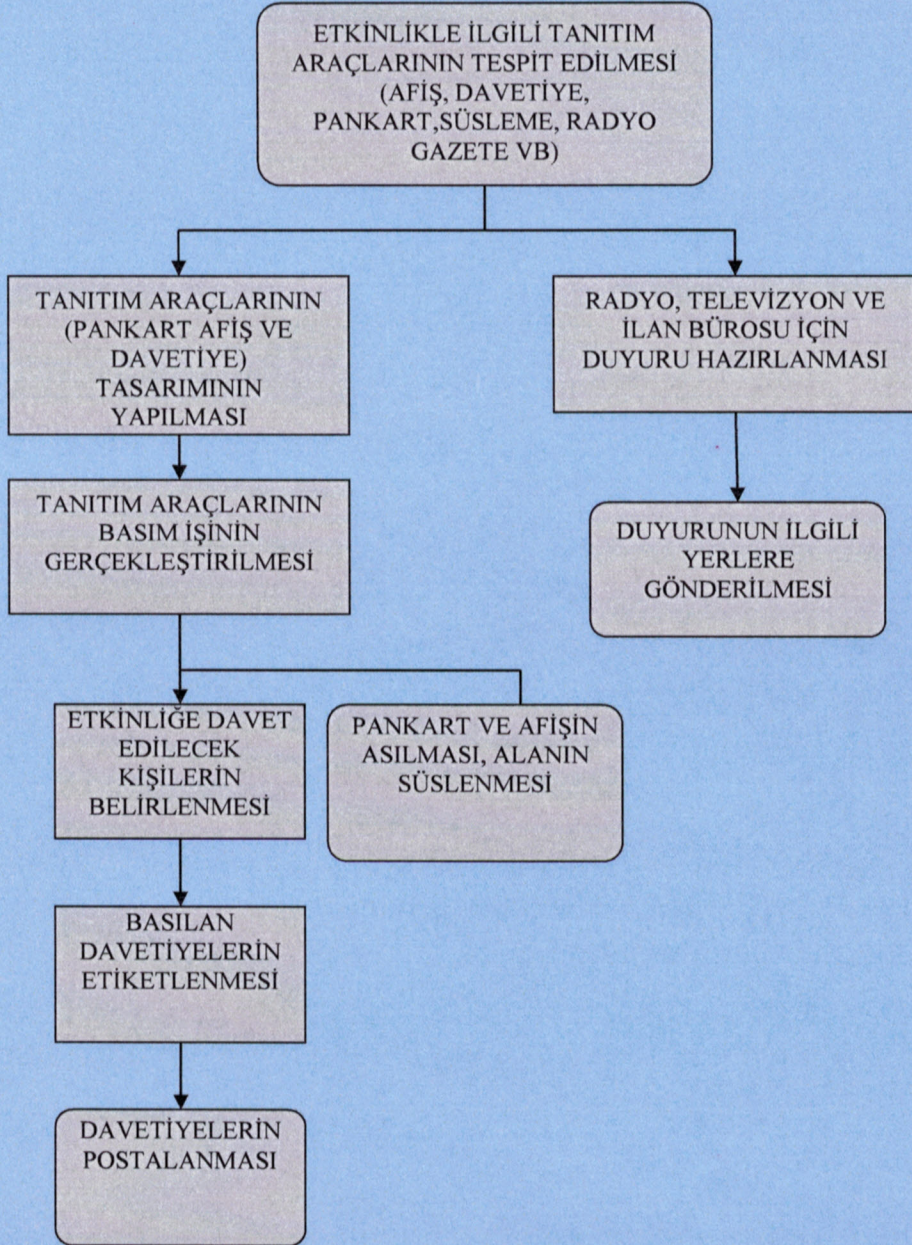 ETKİNLİKLE İLGİLİ TANITIM
ARAÇLARININ TESPİT EDİLMESİ
(AFİŞ, DAVETİYE,
PANKART,SÜSLEME, RADYO
GAZETE VB)
TANITIM ARAÇLARININ
(PANKART AFİŞ VE
DAVETİYE)
TASARIMININ
YAPILMASI
RADYO, TELEVİZYON VE
İLAN BÜROSU İÇİN
DUYURU HAZIRLANMASI
TANITIM ARAÇLARININ
BASIM İŞİNİN
GERÇEKLEŞTİRİLMESİ
DUYURUNUN İLGİLİ
YERLERE
GÖNDERİLMESİ
ETKİNLİĞE DAVET
EDİLECEK
KİŞİLERİN
BELİRLENMESİ
PANKART VE AFİŞİN
ASILMASI, ALANIN
SÜSLENMESİ
BASILAN
DAVETİYELERİN
ETİKETLENMESİ
DAVETİYELERİN
POSTALANMASI